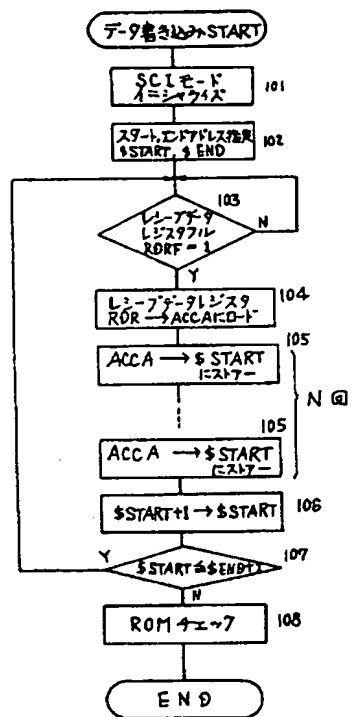 データ書き込みSTART
SCIモード
イニシャライズ
101
スタート,エンドアドレス指定
$START, $END
102
103
レシーブデータ
レジスタフル
RDRF = 1
N
Y
104
レシーブデータレジスタ
RDR→ACCAにロード
105
ACCA → $START
にストアー
N回
105
ACCA → $START
にストアー
$START+1→$START
106
Y
107
$START≦$END+1
N
ROMチェック
108
END